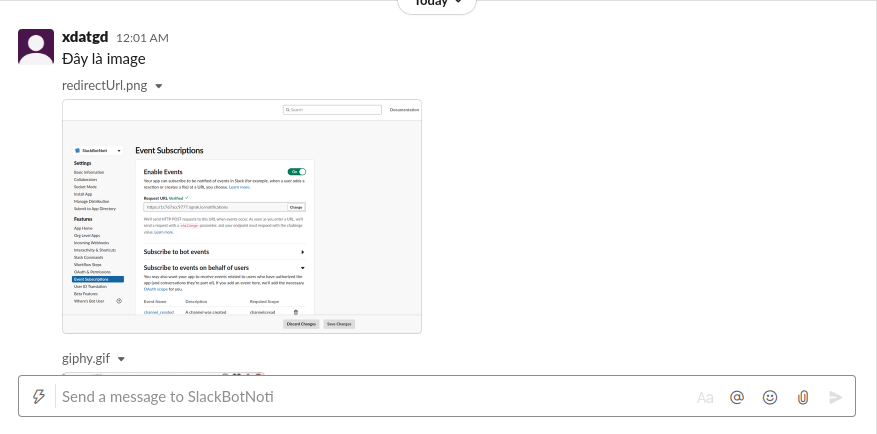 Today
xdatgd 12:01 AM
Đây là image
redirectUrl.png
Search
Documentation
SlackBotNoti
Event Subscriptions
Settings
Basic Information
Collaborators
Socket Mode
Install App
Manage Distribution
Submit to App Directory
Features
App Home
Org Level Apps
Incoming Webhooks
Interactivity & Shortcuts
Slash Commands
Workflow Steps
OAuth & Permissions
Event Subscriptions
User ID Translation
Beta Features
Where's Bot User
Enable Events
On
Your app can subscribe to be notified of events in Slack (for example, when a user adds a
reaction or creates a file) at a URL you choose. Learn more.
Request URL Verified
Change
We'll send HTTP POST requests to this URL when events occur. As soon as you enter a URL, we'll
send a request with a challenge parameter, and your endpoint must respond with the challenge
value. Learn more.
Subscribe to bot events
Subscribe to events on behalf of users
You may also want your app to receive events related to users who have authorized the
app (and conversations they're part of). If you add an event here, we'll add the necessary
OAuth scope for you.
Event Name Description Required Scope
channel_created A channel was created channels:read
Discard Changes Save Changes
giphy.gif
Send a message to SlackBotNoti
Aa